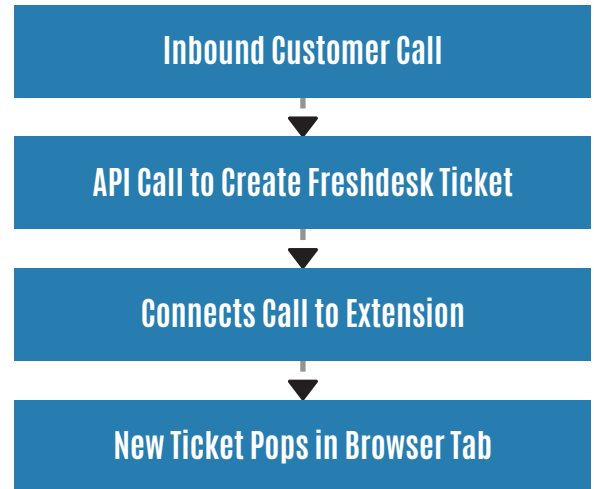 Inbound Customer Call
API Call to Create Freshdesk Ticket
Connects Call to Extension
New Ticket Pops in Browser Tab